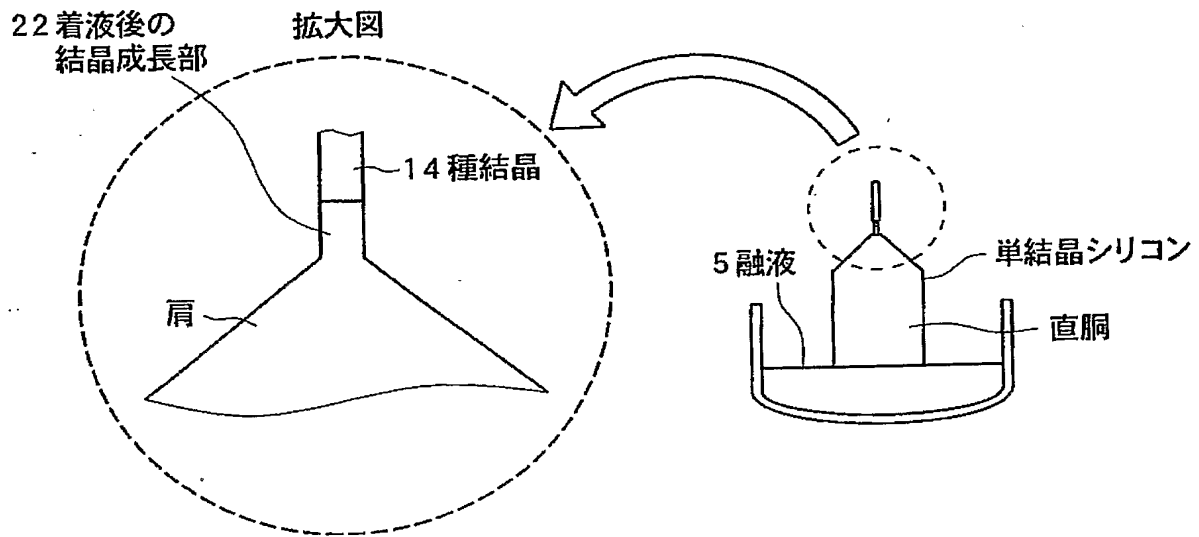 22着液後の
結晶成長部
拡大図
14種結晶
肩
5融液
単結晶シリコン
直胴